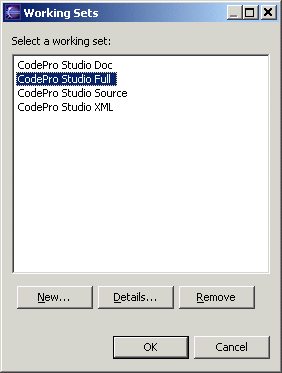 Working Sets
Select a working set:
CodePro Studio Doc
CodePro Studio Full
CodePro Studio Source
CodePro Studio XML
New... Details... Remove
OK Cancel